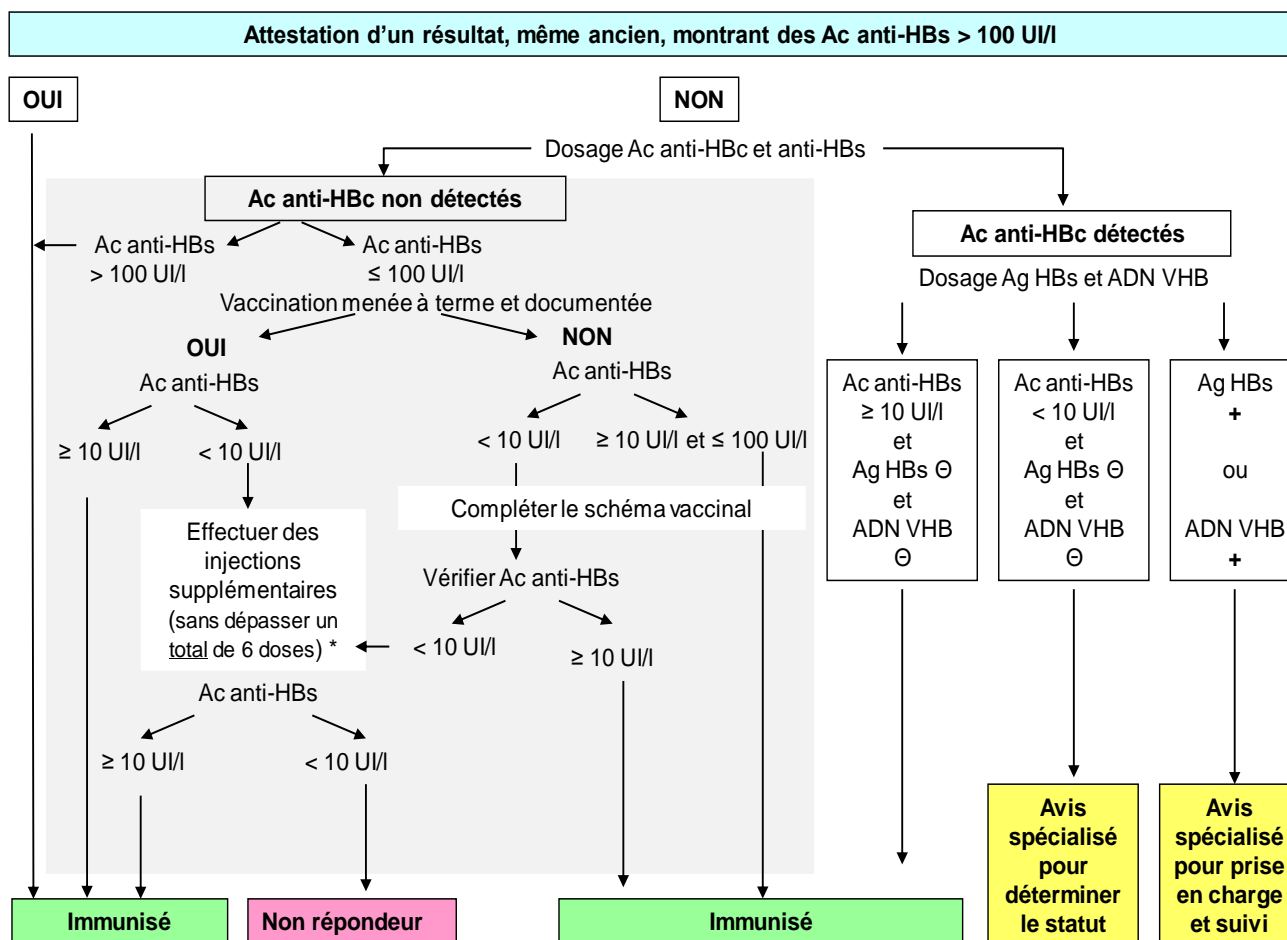 Attestation d’un résultat, même ancien, montrant des Ac anti-HBs > 100 UI/l
OUI
NON
Dosage Ac anti-HBc et anti-HBs
Ac anti-HBc non détectés
Ac anti-HBs
> 100 UI/l
Ac anti-HBs
≤ 100 UI/l
Vaccination menée à terme et documentée
OUI
Ac anti-HBs
≥ 10 UI/l
< 10 UI/l
Effectuer des
injections
supplémentaires
(sans dépasser un
total de 6 doses) *
Ac anti-HBs
≥ 10 UI/l
< 10 UI/l
NON
Ac anti-HBs
< 10 UI/l
≥ 10 UI/l et ≤ 100 UI/l
Compléter le schéma vaccinal
Vérifier Ac anti-HBs
< 10 UI/l
≥ 10 UI/l
Ac anti-HBc détectés
Dosage Ag HBs et ADN VHB
Ac anti-HBs
≥ 10 UI/l
et
Ag HBs Θ
et
ADN VHB
Θ
Ac anti-HBs
< 10 UI/l
et
Ag HBs Θ
et
ADN VHB
Θ
Ag HBs
+
ou
ADN VHB
+
Immunisé
Non répondeur
Immunisé
Avis
spécialisé
pour
déterminer
le statut
Avis
spécialisé
pour prise
en charge
et suivi